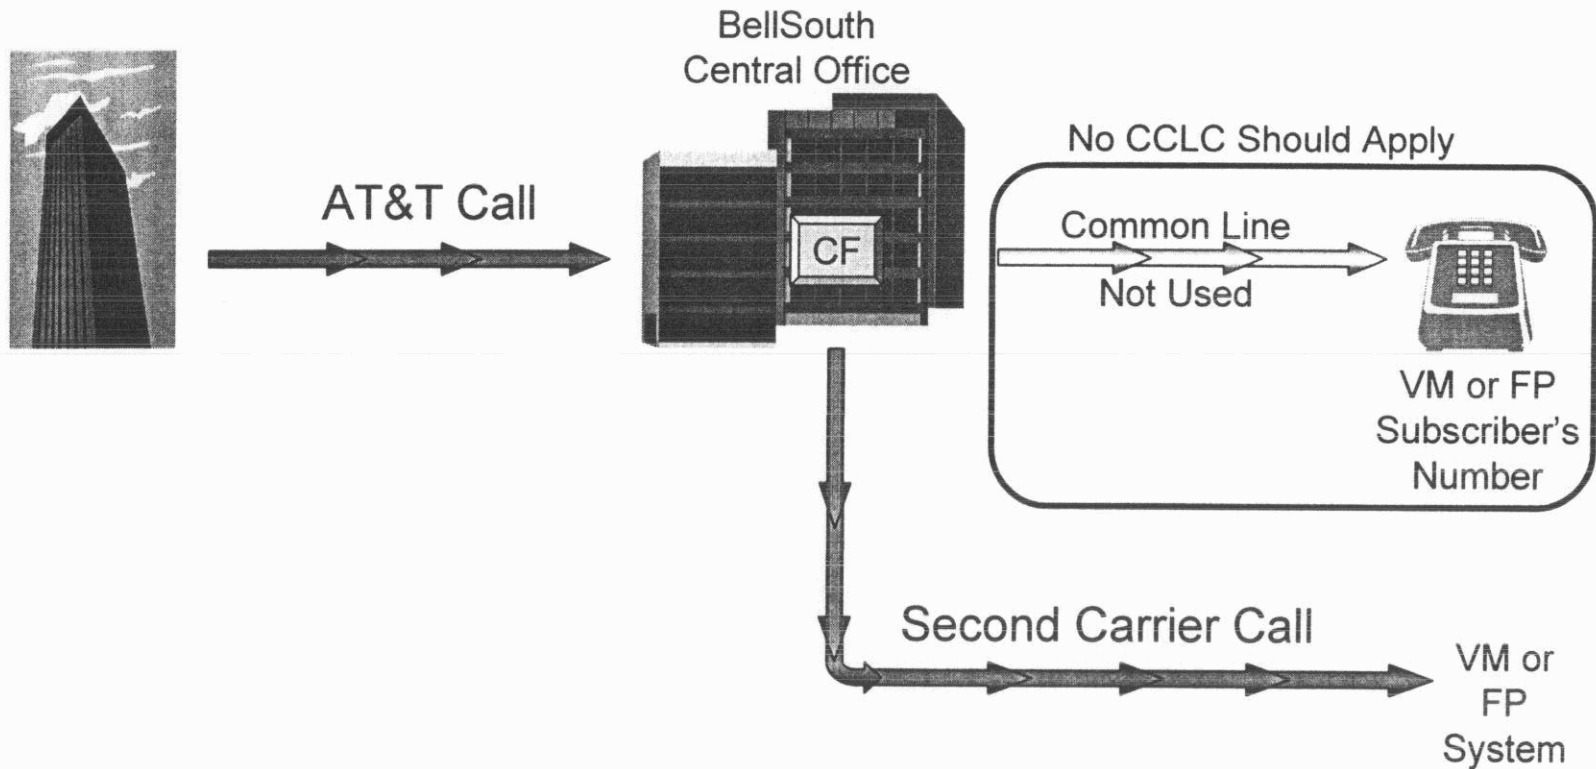 BellSouth
Central Office
No CCLC Should Apply
AT&T Call
CF
Common Line
Not Used
VM or FP
Subscriber's
Number
Second Carrier Call
VM or
FP
System